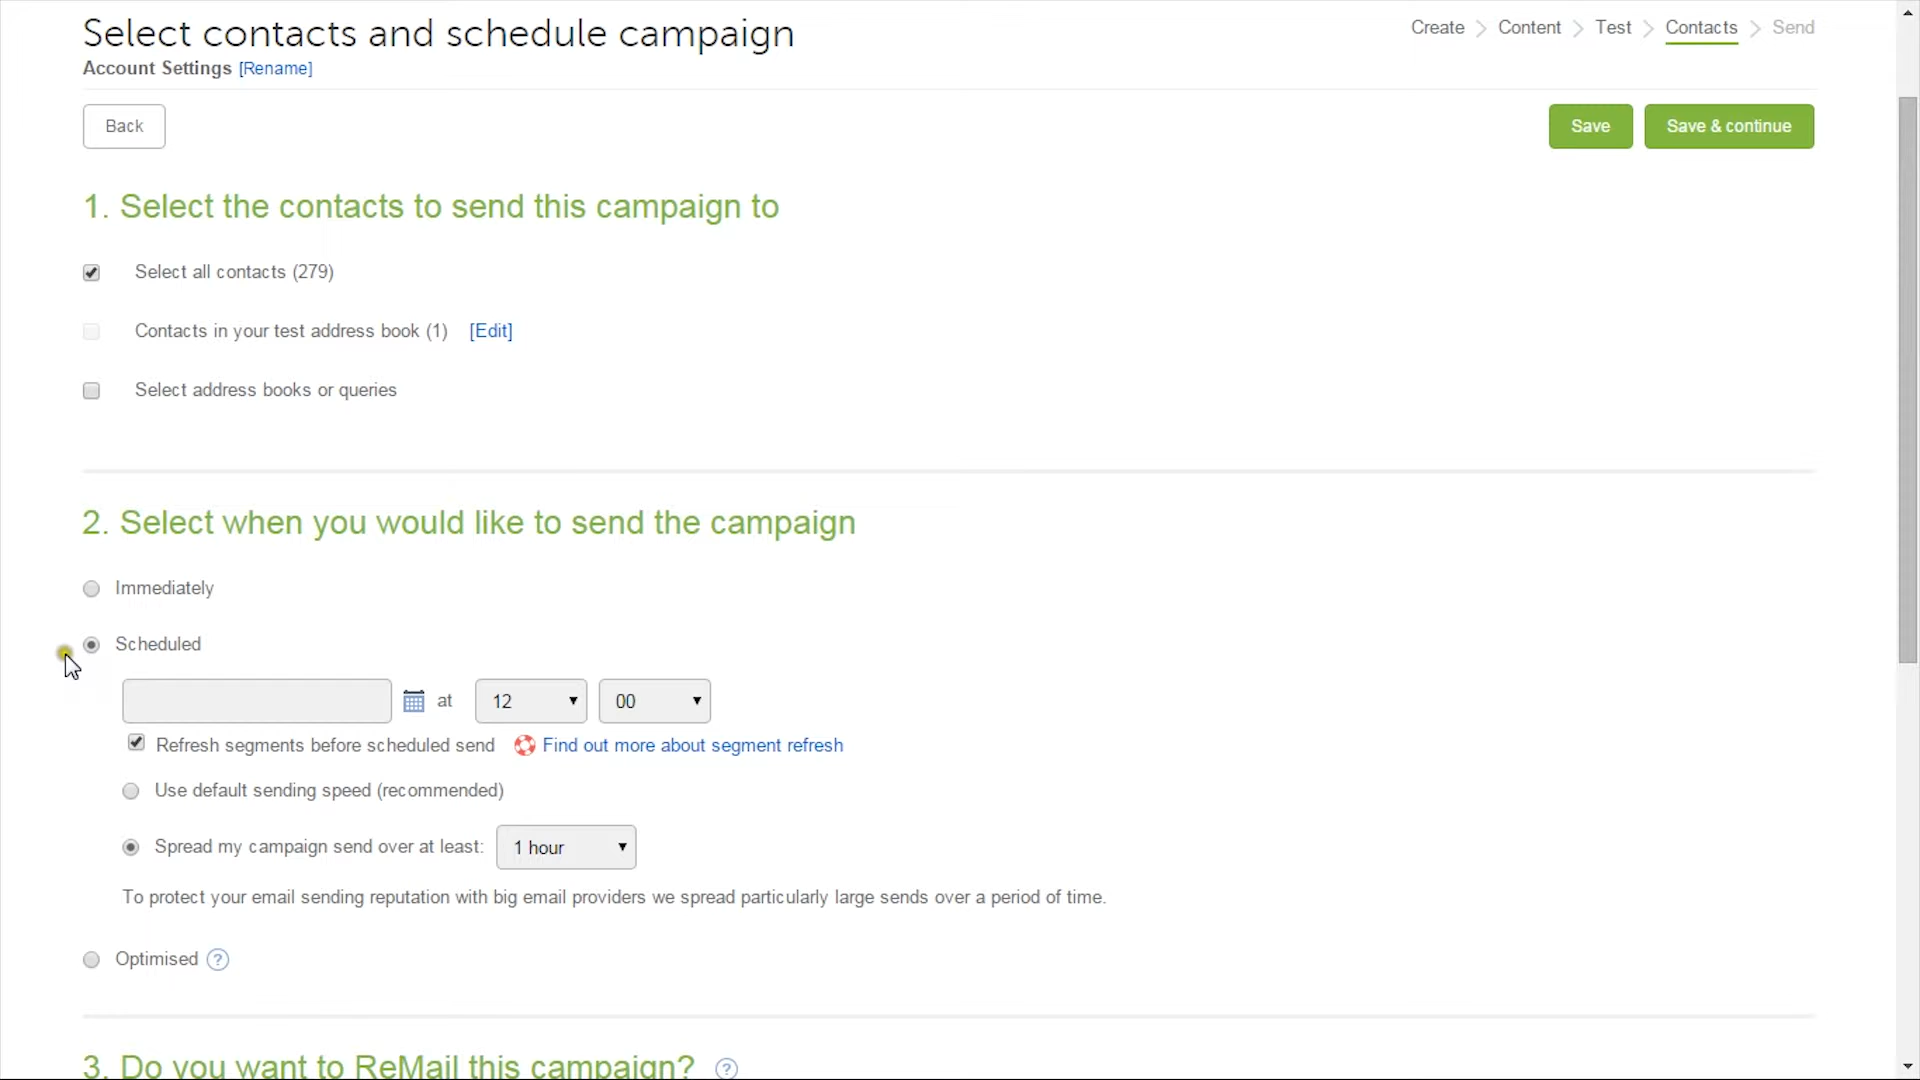 Select contacts and schedule campaign
Create > Content > Test > Contacts > Send
Account Settings [Rename]
Back
Save
Save & continue
1. Select the contacts to send this campaign to
Select all contacts (279)
Contacts in your test address book (1) [Edit]
Select address books or queries
2. Select when you would like to send the campaign
Immediately
Scheduled
at 12 00
Refresh segments before scheduled send Find out more about segment refresh
Use default sending speed (recommended)
Spread my campaign send over at least: 1 hour
To protect your email sending reputation with big email providers we spread particularly large sends over a period of time.
Optimised ?
3. Do you want to ReMail this campaign? ?